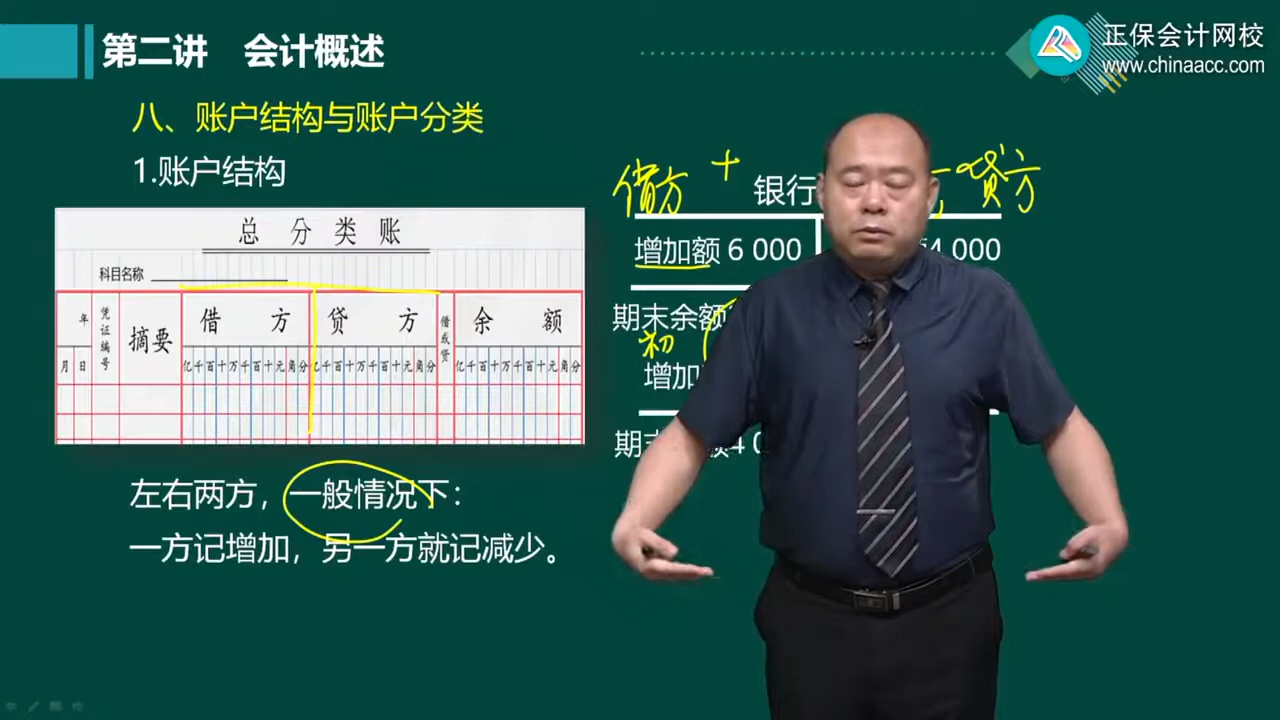 第二讲 会计概述
正保会计网校
www.chinaacc.com
八、账户结构与账户分类
1.账户结构
总分类账
科目名称
年
月 日
凭证编号
摘要
借方
亿千百十万千百十元角分
贷方
亿千百十万千百十元角分
借或贷
余额
亿千百十万千百十元角分
左右两方，一般情况下：
一方记增加，另一方就记减少。
借方 + 银行 贷方
增加额 6 000 4 000
期末余额
初
增加
期末 额4 0